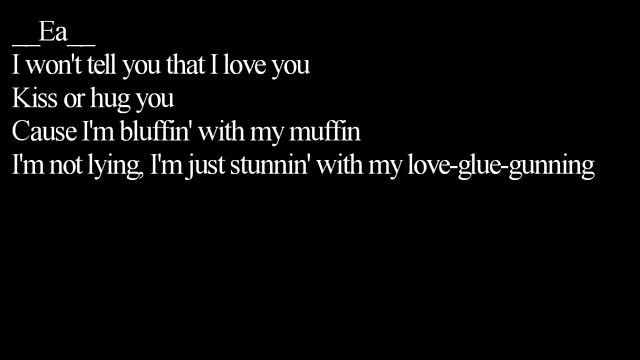 __Ea__
I won't tell you that I love you
Kiss or hug you
Cause I'm bluffin' with my muffin
I'm not lying, I'm just stunnin' with my love-glue-gunning